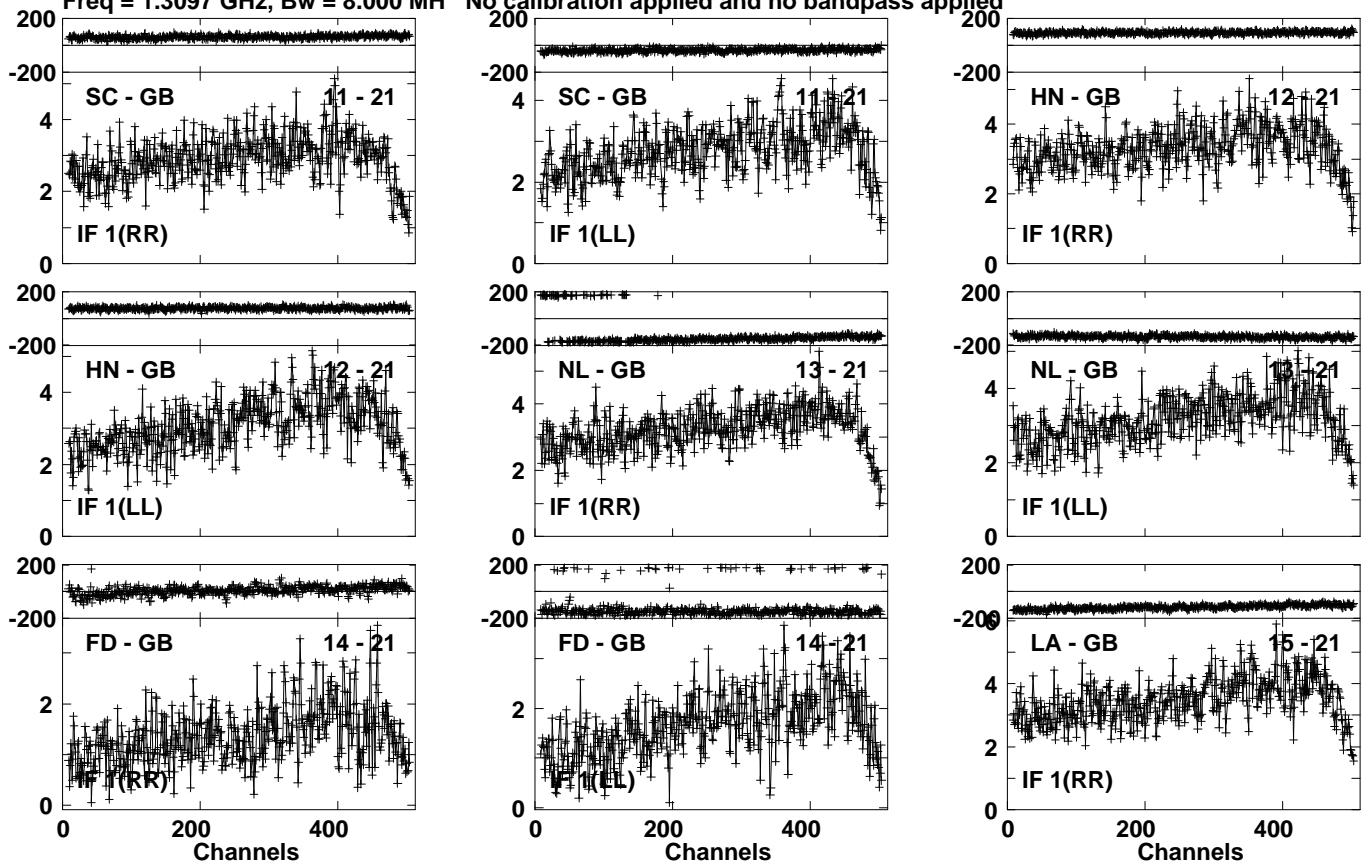 Freq = 1.3097 GHz, Bw = 8.000 MH No calibration applied and no bandpass applied
200 200 200
-200 -200 -200
SC - GB 11 - 21 SC - GB 11 - 21 HN - GB 12 - 21
4 4 4
2 2 2
IF 1(RR) IF 1(LL) IF 1(RR)
0 0 0
200 200 200
-200 -200 -200
HN - GB 12 - 21 NL - GB 13 - 21 NL - GB 13 - 21
4 4 4
2 2 2
IF 1(LL) IF 1(RR) IF 1(LL)
0 0 0
200 200 200
-200 -200 -200
6
FD - GB 14 - 21 FD - GB 14 - 21 LA - GB 15 - 21
2 2 4
2
IF 1(RR) IF 1(LL) IF 1(RR)
0 0 0
0 200 400 0 200 400 0 200 400
Channels Channels Channels